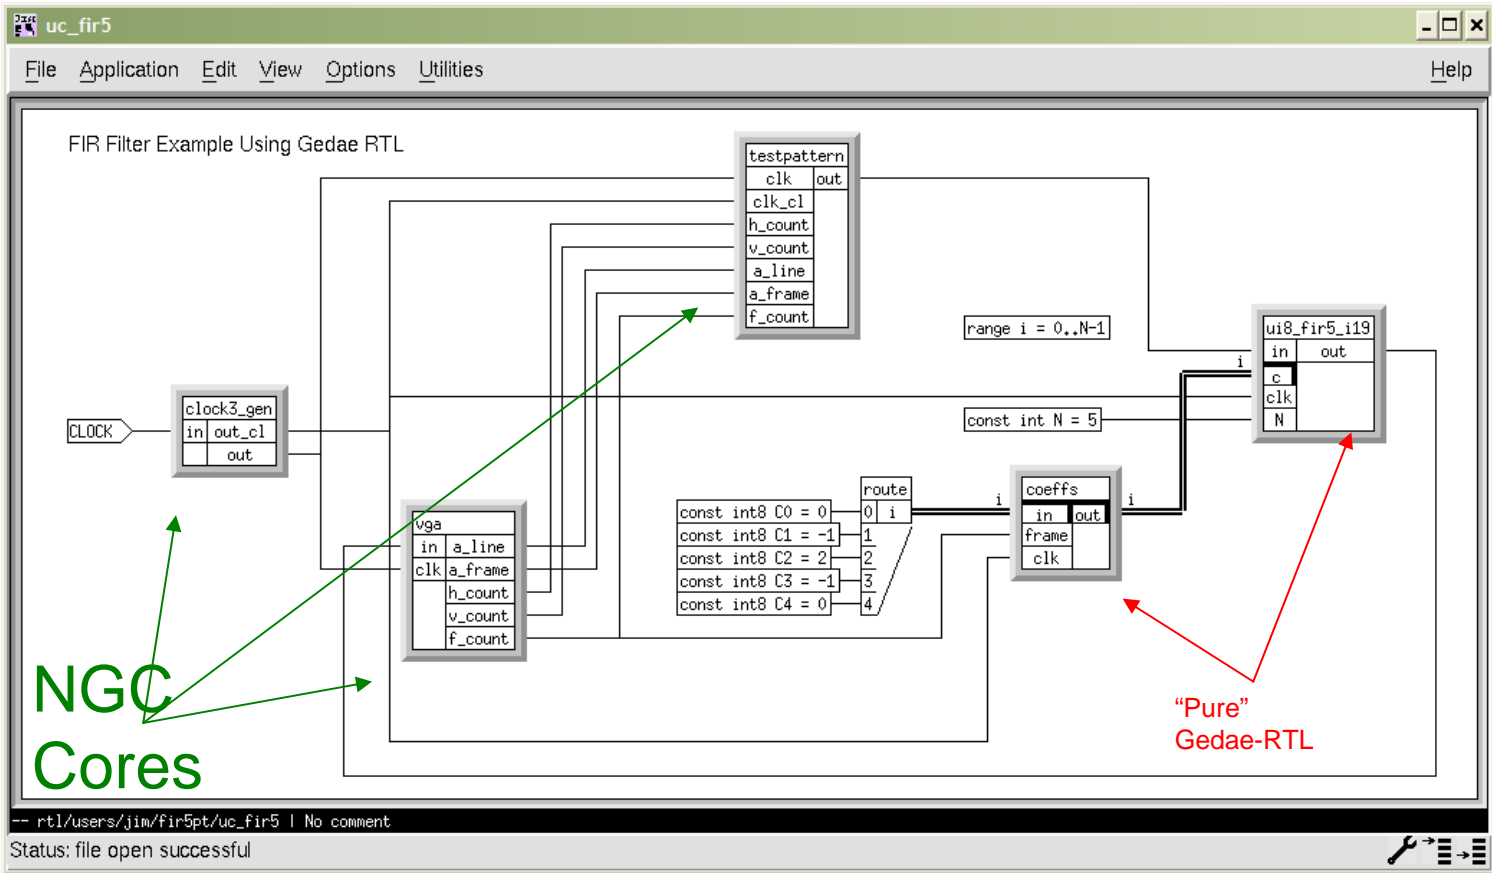 uc_fir5
File Application Edit View Options Utilities Help
FIR Filter Example Using Gedae RTL
testpattern
clk out
clk_cl
h_count
v_count
a_line
a_frame
f_count
range i = 0..N-1
ui8_fir5_i19
in out
i
c
clk
N
const int N = 5
clock3_gen
CLOCK
in out_cl
out
vga
in a_line
clk a_frame
h_count
v_count
f_count
route
const int8 C0 = 0 0 i
const int8 C1 = -1 1
const int8 C2 = 2 2
const int8 C3 = -1 3
const int8 C4 = 0 4
coeffs
i in out i
frame
clk
NGC
Cores
“Pure”
Gedae-RTL
-- rtl/users/jim/fir5pt/uc_fir5 | No comment
Status: file open successful